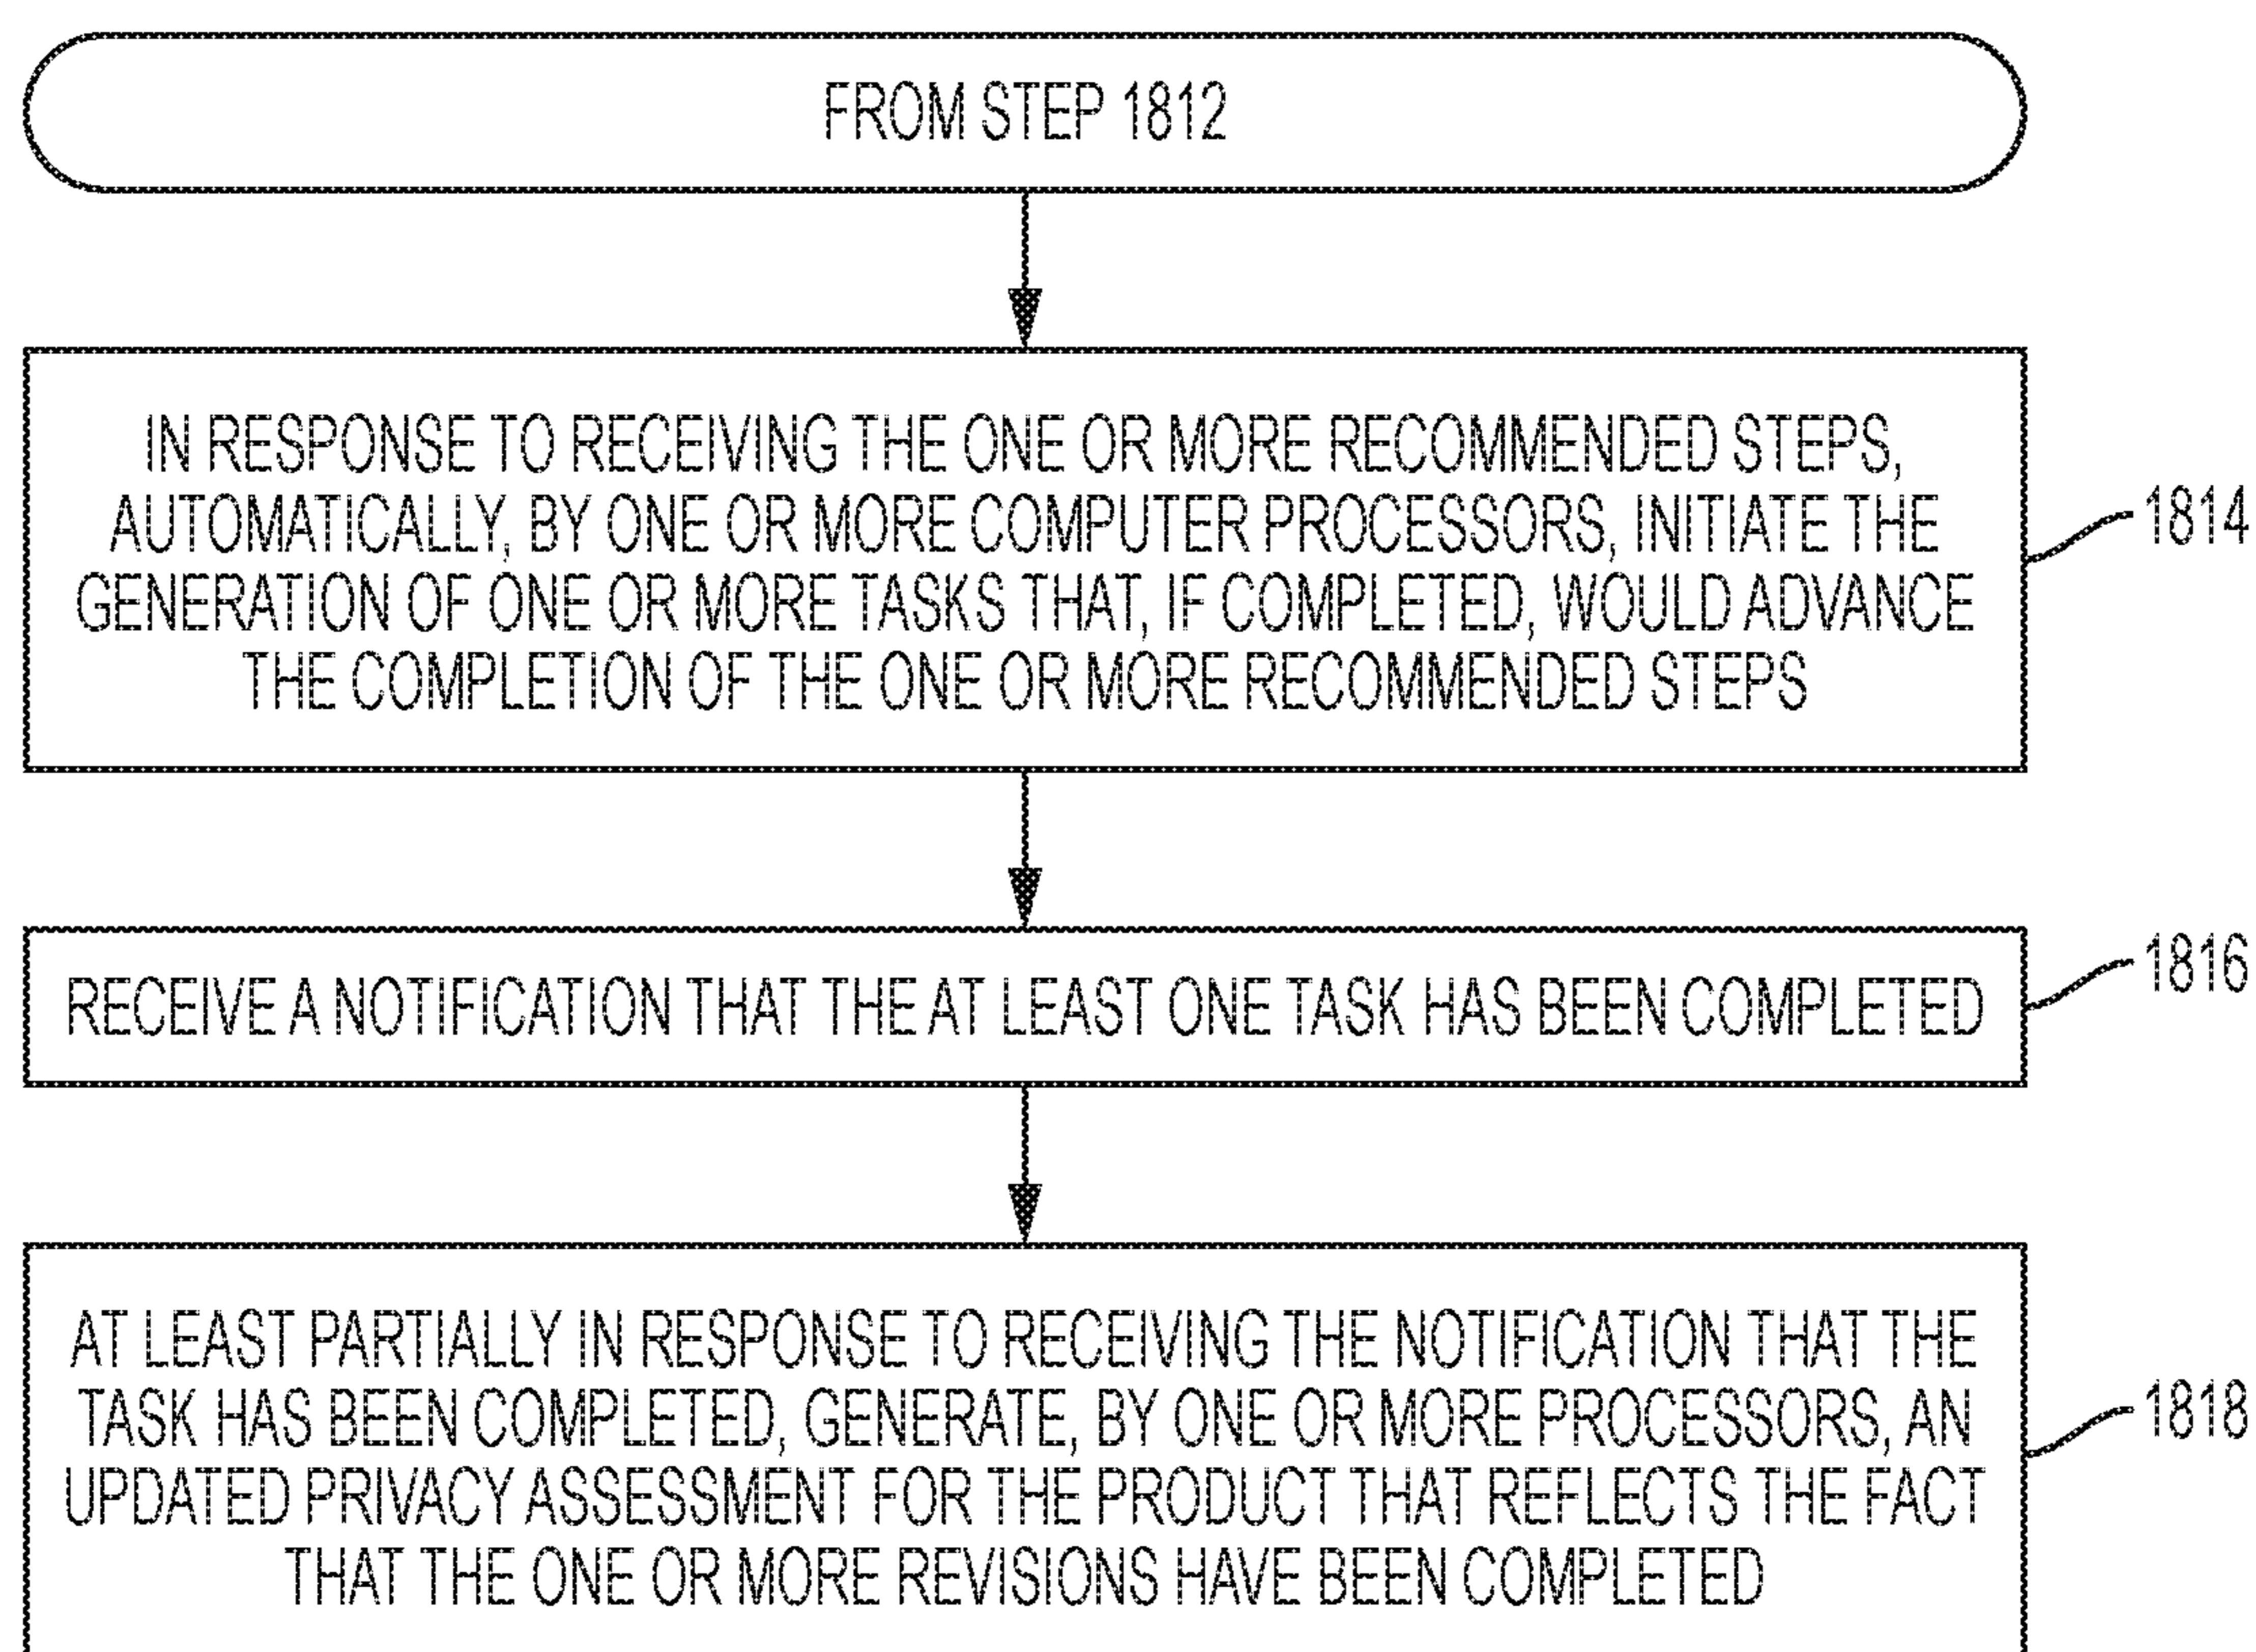 FROM STEP 1812
IN RESPONSE TO RECEIVING THE ONE OR MORE RECOMMENDED STEPS,
AUTOMATICALLY, BY ONE OR MORE COMPUTER PROCESSORS, INITIATE THE
GENERATION OF ONE OR MORE TASKS THAT, IF COMPLETED, WOULD ADVANCE
THE COMPLETION OF THE ONE OR MORE RECOMMENDED STEPS
1814
RECEIVE A NOTIFICATION THAT THE AT LEAST ONE TASK HAS BEEN COMPLETED
1816
AT LEAST PARTIALLY IN RESPONSE TO RECEIVING THE NOTIFICATION THAT THE
TASK HAS BEEN COMPLETED, GENERATE, BY ONE OR MORE PROCESSORS, AN
UPDATED PRIVACY ASSESSMENT FOR THE PRODUCT THAT REFLECTS THE FACT
THAT THE ONE OR MORE REVISIONS HAVE BEEN COMPLETED
1818